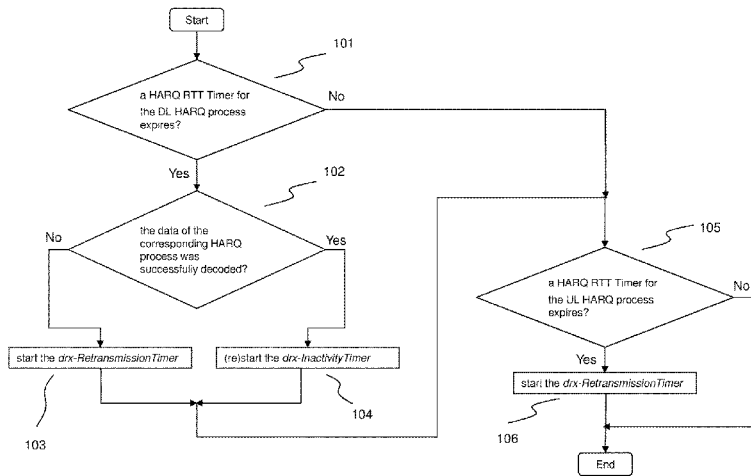 Start
101
a HARQ RTT Timer for
the DL HARQ process
expires?
No
Yes
102
the data of the
corresponding HARQ
process was
successfully decoded?
No
Yes
start the drx-RetransmissionTimer
103
(re)start the drx-InactivityTimer
104
105
a HARQ RTT Timer for
the UL HARQ process
expires?
No
Yes
start the drx-RetransmissionTimer
106
End